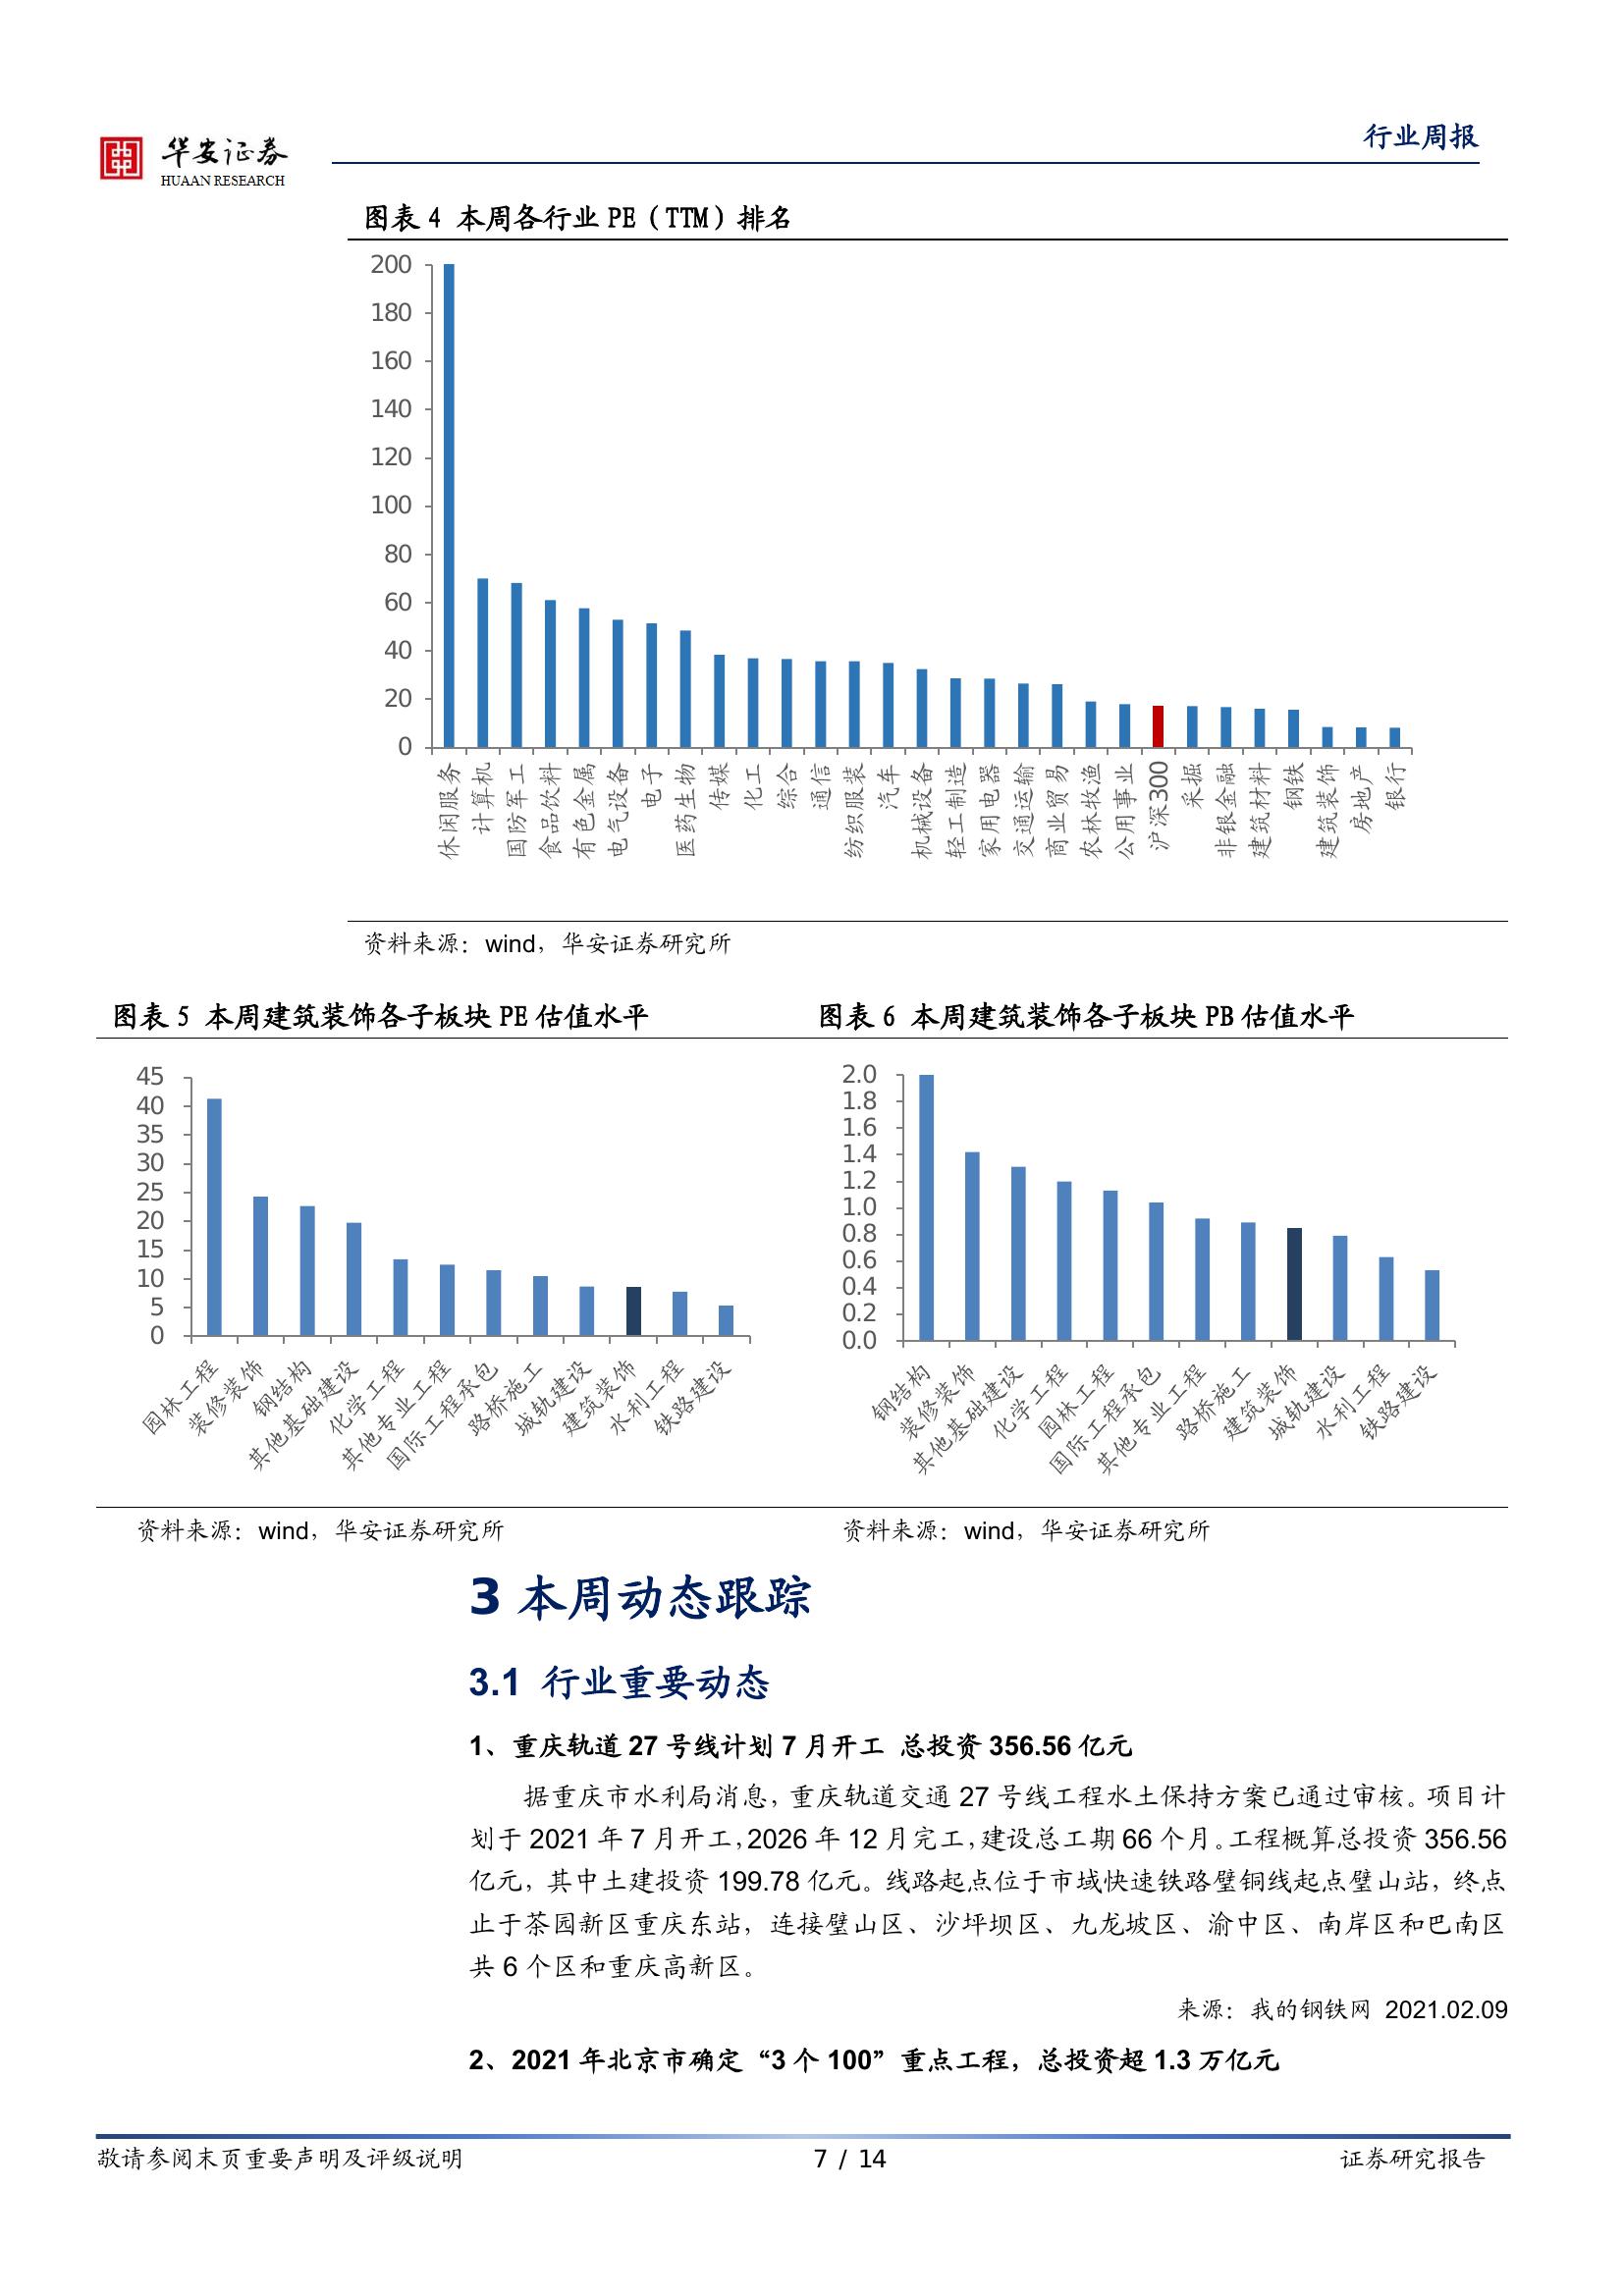 华安证券
HUAAN RESEARCH
行业周报
图表 4 本周各行业 PE（TTM）排名
200
180
160
140
120
100
80
60
40
20
0
休闲服务
计算机
国防军工
食品饮料
有色金属
电气设备
电子
医药生物
传媒
化工
综合
通信
纺织服装
汽车
机械设备
轻工制造
家用电器
交通运输
商业贸易
农林牧渔
公用事业
沪深300
采掘
非银金融
建筑材料
钢铁
建筑装饰
房地产
银行
资料来源：wind，华安证券研究所
图表 5 本周建筑装饰各子板块 PE 估值水平
45
40
35
30
25
20
15
10
5
0
园林工程
装修装饰
钢结构
其他基础建设
化学工程
其他专业工程
国际工程承包
路桥施工
城轨建设
建筑装饰
水利工程
铁路建设
资料来源：wind，华安证券研究所
图表 6 本周建筑装饰各子板块 PB 估值水平
2.0
1.8
1.6
1.4
1.2
1.0
0.8
0.6
0.4
0.2
0.0
钢结构
装修装饰
其他基础建设
化学工程
园林工程
国际工程承包
其他专业工程
路桥施工
建筑装饰
城轨建设
水利工程
铁路建设
资料来源：wind，华安证券研究所
3 本周动态跟踪
3.1 行业重要动态
1、重庆轨道 27 号线计划 7 月开工 总投资 356.56 亿元
据重庆市水利局消息，重庆轨道交通 27 号线工程水土保持方案已通过审核。项目计
划于 2021 年 7 月开工，2026 年 12 月完工，建设总工期 66 个月。工程概算总投资 356.56
亿元，其中土建投资 199.78 亿元。线路起点位于市域快速铁路璧铜线起点璧山站，终点
止于茶园新区重庆东站，连接璧山区、沙坪坝区、九龙坡区、渝中区、南岸区和巴南区
共 6 个区和重庆高新区。
来源：我的钢铁网 2021.02.09
2、2021 年北京市确定“3 个 100”重点工程，总投资超 1.3 万亿元
敬请参阅末页重要声明及评级说明
7 / 14
证券研究报告